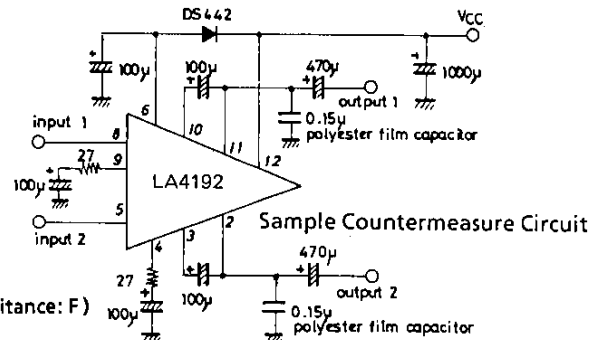 DS442
VCC
100µ
100µ
470µ
1000µ
6
10
output 1
input 1
8
0.15µ
polyester film capacitor
11
12
27
9
LA4192
100µ
5
2
Sample Countermeasure Circuit
input 2
4
3
470µ
27
100µ
output 2
itance: F)
100µ
0.15µ
polyester film capacitor